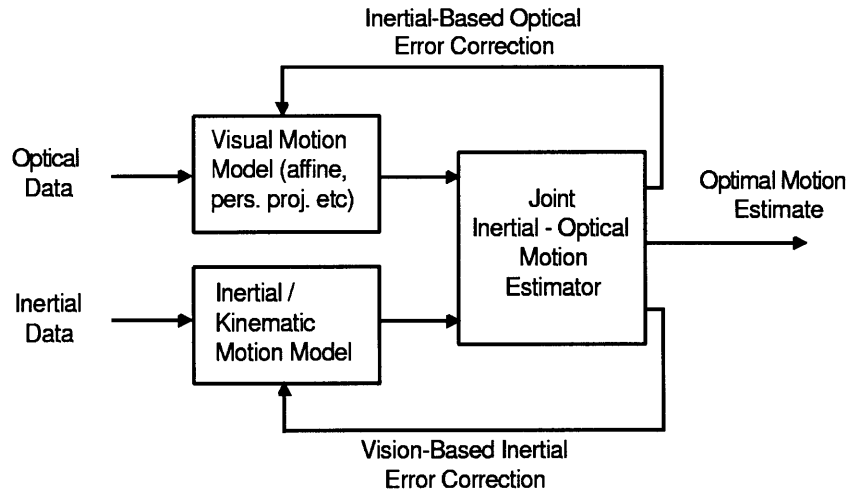 Inertial-Based Optical
Error Correction
Optical
Data
Visual Motion
Model (affine,
pers. proj. etc)
Joint
Inertial - Optical
Motion
Estimator
Optimal Motion
Estimate
Inertial
Data
Inertial /
Kinematic
Motion Model
Vision-Based Inertial
Error Correction